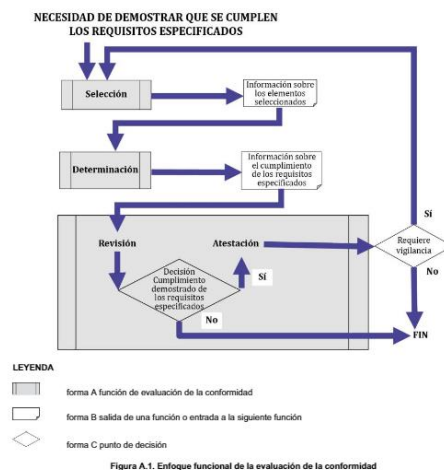 NECESIDAD DE DEMOSTRAR QUE SE CUMPLEN
LOS REQUISITOS ESPECIFICADOS
Selección
Información sobre
los elementos
seleccionados
Determinación
Información sobre
el cumplimiento
de los requisitos
especificados
Revisión
Atestación
Decisión
Cumplimiento
demostrado de
los requisitos
especificados
Sí
No
Requiere
vigilancia
Sí
No
FIN
LEYENDA
forma A función de evaluación de la conformidad
forma B salida de una función o entrada a la siguiente función
forma C punto de decisión
Figura A.1. Enfoque funcional de la evaluación de la conformidad